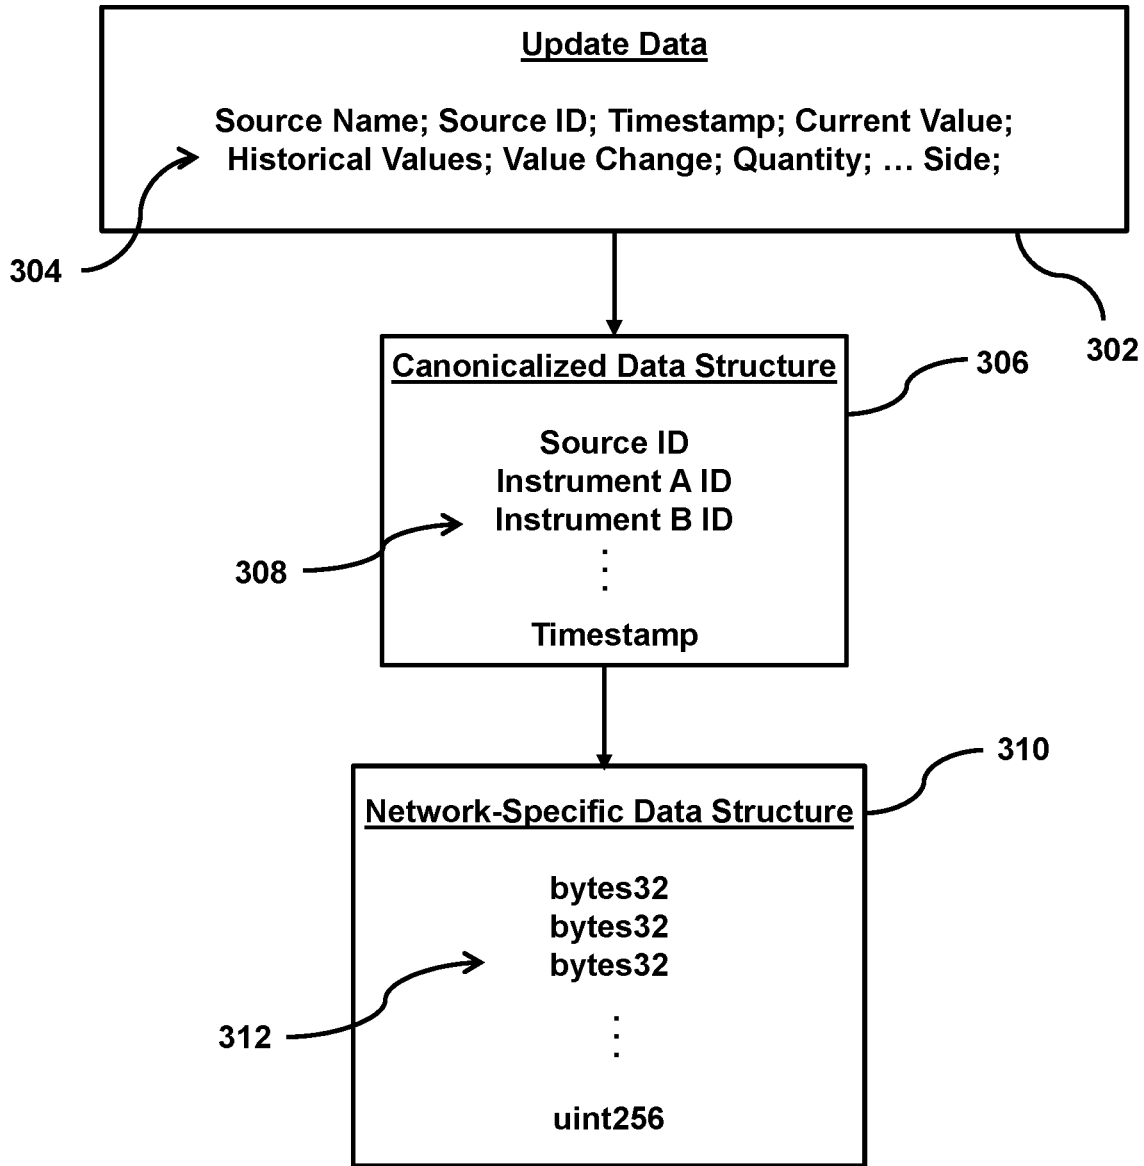 Update Data
Source Name; Source ID; Timestamp; Current Value;
Historical Values; Value Change; Quantity; … Side;
304
302
Canonicalized Data Structure
306
Source ID
Instrument A ID
Instrument B ID
308
⋮
Timestamp
310
Network-Specific Data Structure
bytes32
bytes32
bytes32
312
⋮
uint256